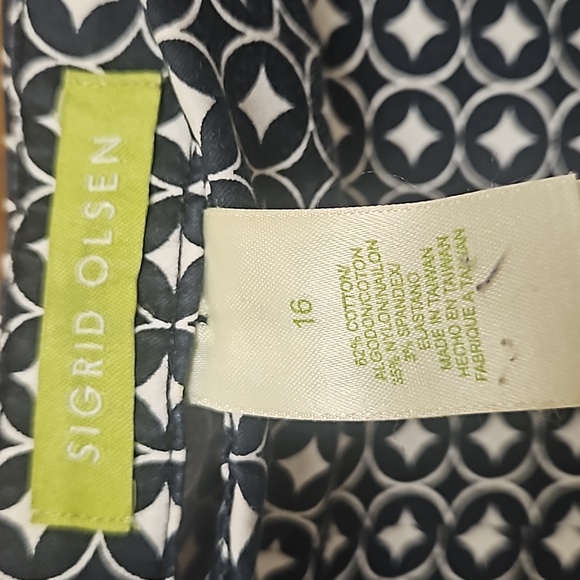 SIGRID OLSEN
16
62% COTTON/
ALGODON/COTON
35% NYLON/NAILON
3% SPANDEX/
ELASTANO
MADE IN TAIWAN
HECHO EN TAIWAN
FABRIQUE A TAIWAN